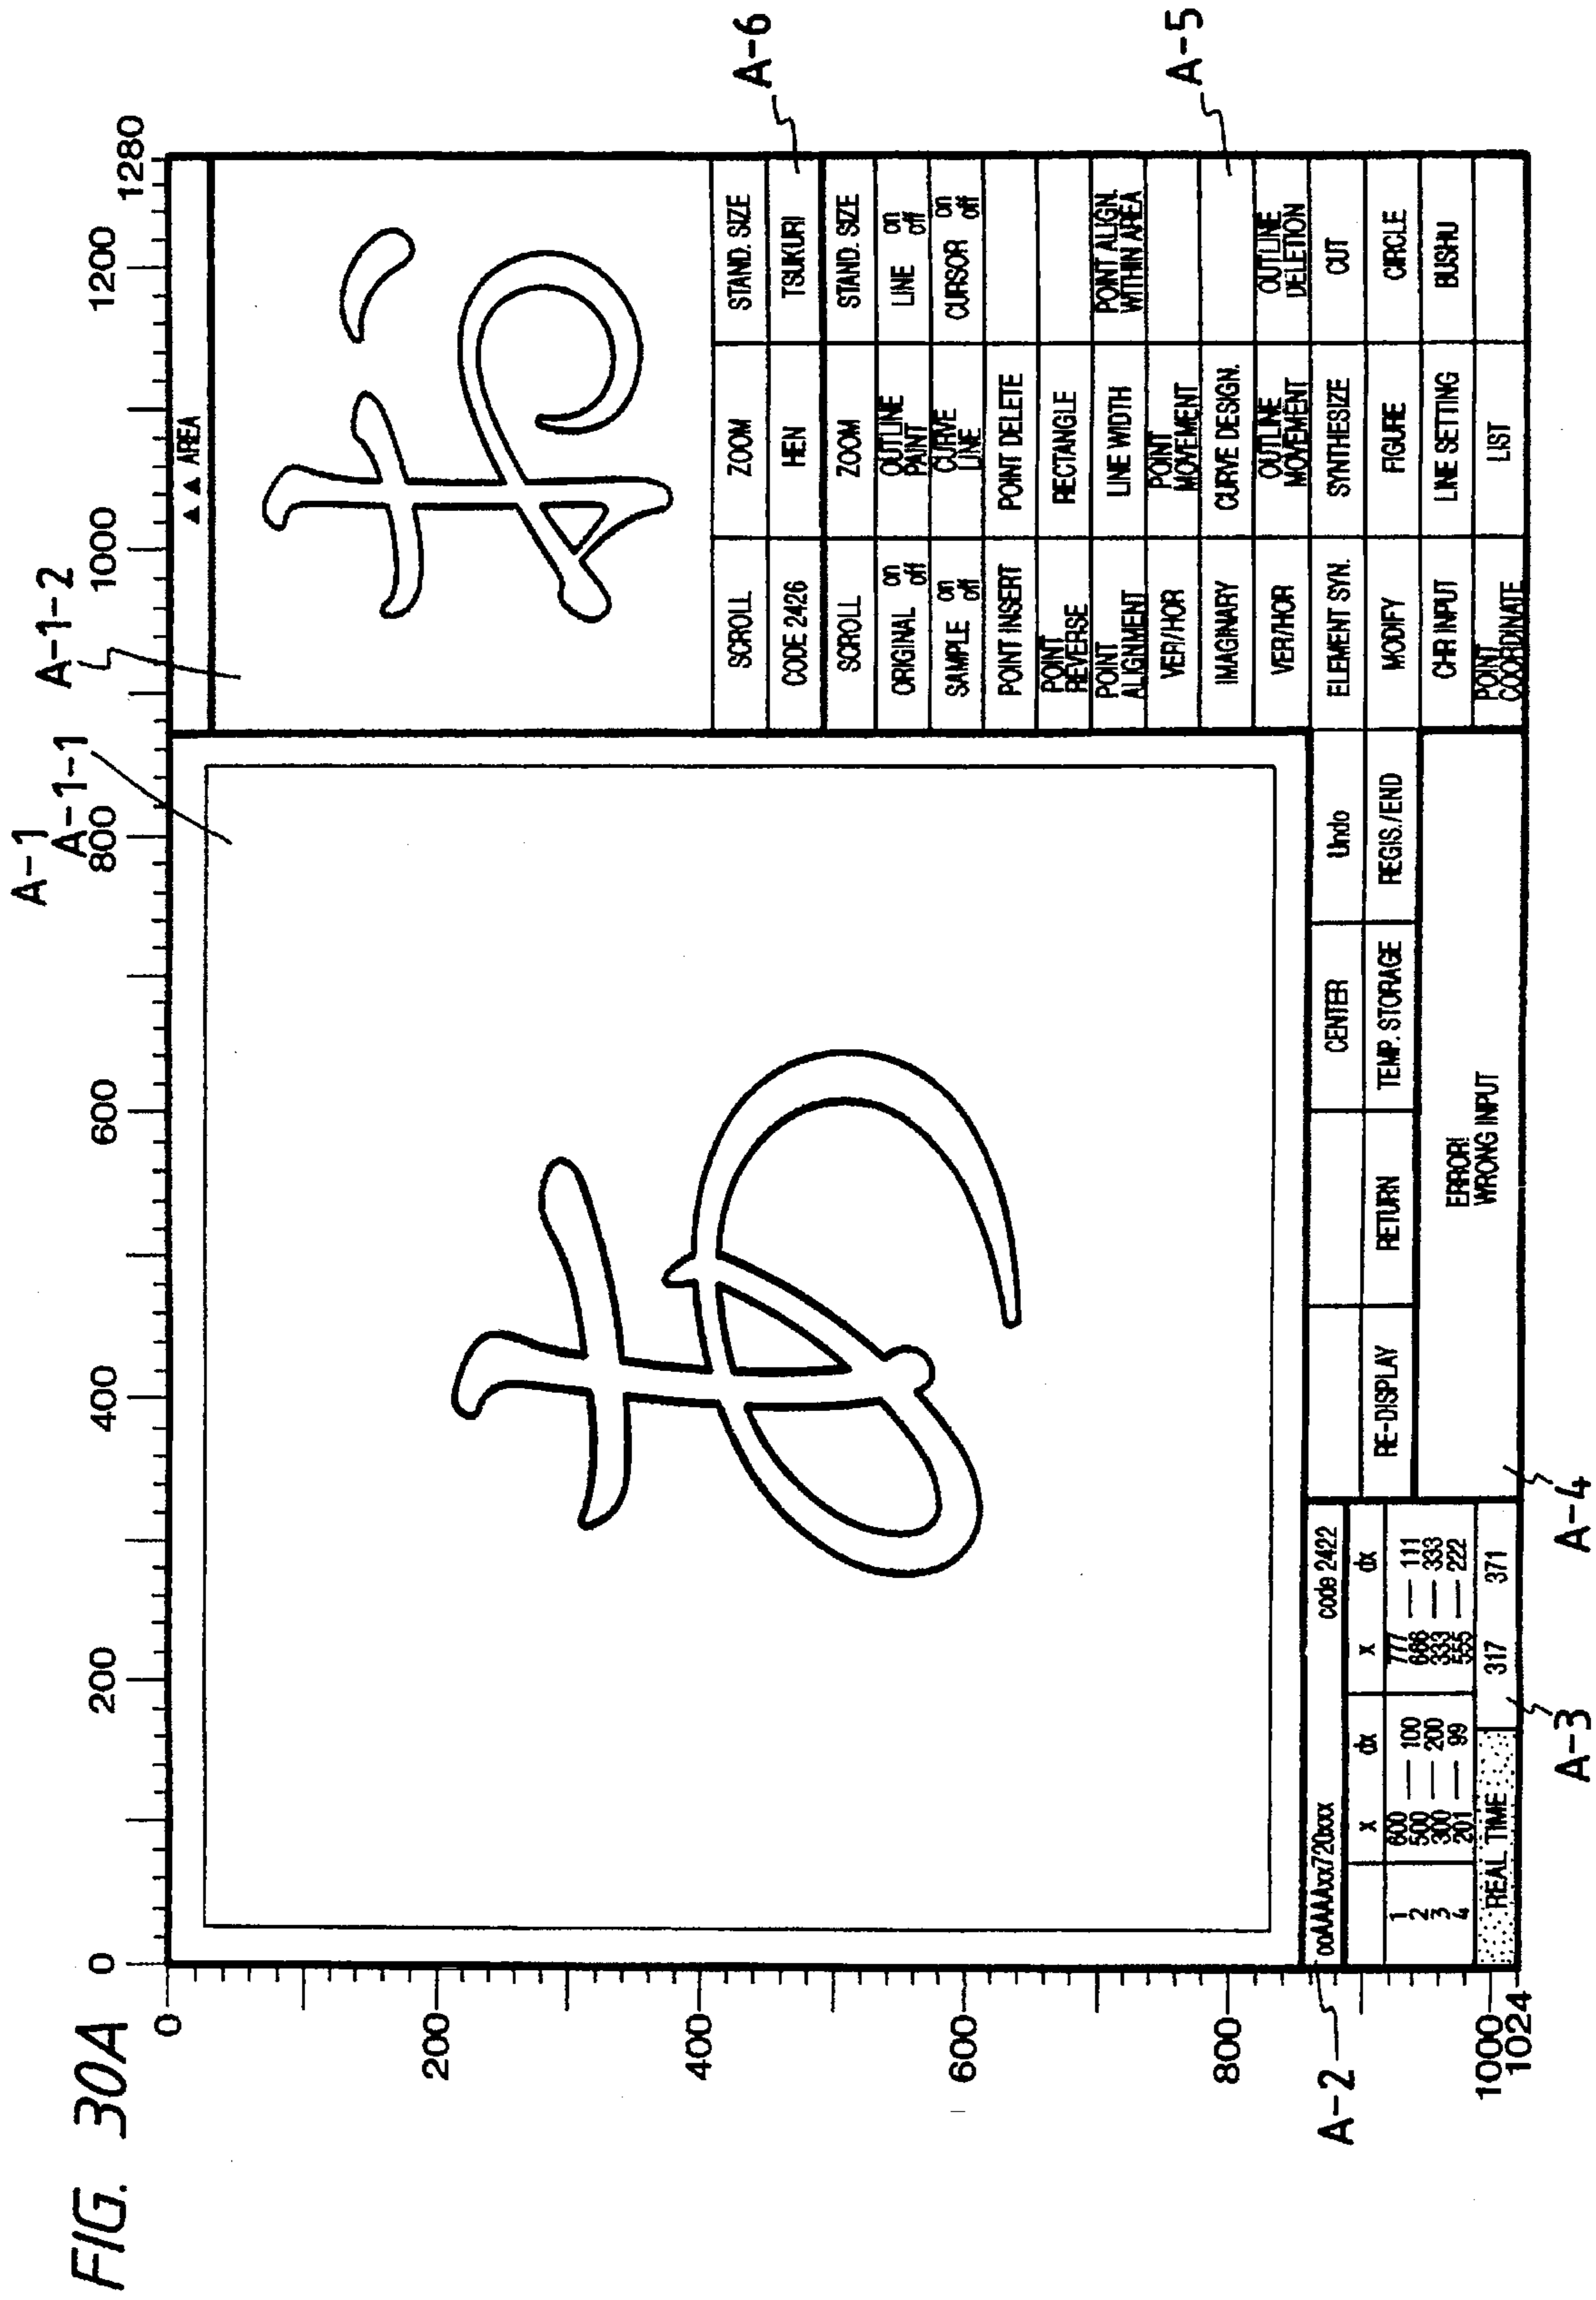 FIG. 30A
A-1
A-1-1
A-1-2
0 200 400 600 800 1000 1200 1280
0
200
400
600
800
1000
1024
▲ ▲ AREA
あ
お
A-6
SCROLL ZOOM STAND. SIZE
CODE 2426 HEN TSUKURI
SCROLL ZOOM STAND. SIZE
ORIGINAL on off OUTLINE PAINT LINE on off
SAMPLE on off CURVE LINE CURSOR on off
POINT INSERT POINT DELETE
POINT REVERSE RECTANGLE
POINT ALIGNMENT LINE WIDTH POINT ALIGN. WITHIN AREA
VER/HOR POINT MOVEMENT
IMAGINARY CURVE DESIGN.
A-5
VER/HOR OUTLINE MOVEMENT OUTLINE DELETION
CENTER Undo ELEMENT SYN. SYNTHESIZE CUT
RE-DISPLAY RETURN TEMP. STORAGE REGIS./END MODIFY FIGURE CIRCLE
CHR INPUT LINE SETTING BUSHU
POINT COORDINATE LIST
A-2
ooAAAxx720xxx code 2422
x dx x dx
1 600 777
2 500 — 100 666 — 111
3 300 — 200 333 — 333
4 201 — 99 555 — 222
REAL TIME 317 371
ERROR!
WRONG INPUT
A-3
A-4